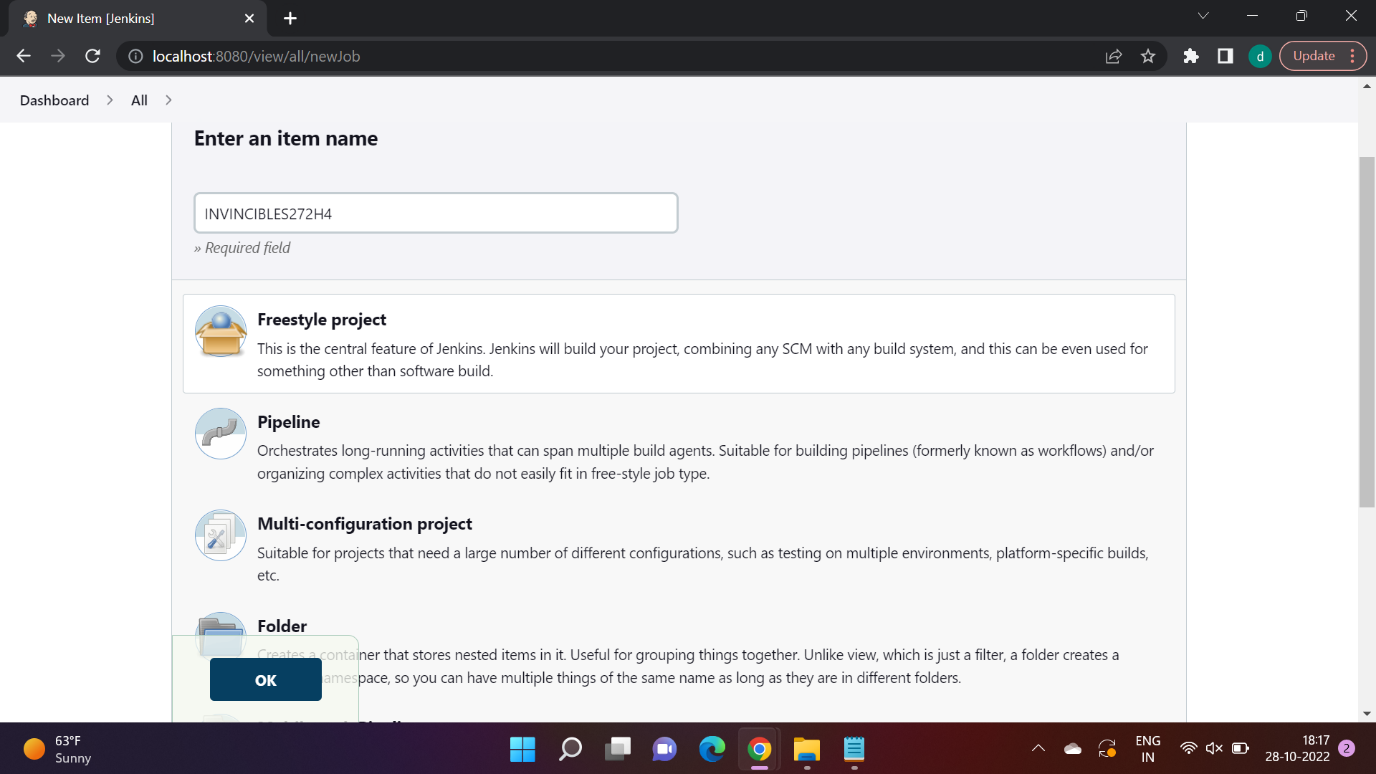 New Item [Jenkins]
localhost:8080/view/all/newJob
d
Update
Dashboard
All
Enter an item name
INVINCIBLES272H4
» Required field
Freestyle project
This is the central feature of Jenkins. Jenkins will build your project, combining any SCM with any build system, and this can be even used for
something other than software build.
Pipeline
Orchestrates long-running activities that can span multiple build agents. Suitable for building pipelines (formerly known as workflows) and/or
organizing complex activities that do not easily fit in free-style job type.
Multi-configuration project
Suitable for projects that need a large number of different configurations, such as testing on multiple environments, platform-specific builds,
etc.
Folder
Creates a container that stores nested items in it. Useful for grouping things together. Unlike view, which is just a filter, a folder creates a
space, so you can have multiple things of the same name as long as they are in different folders.
OK
63°F
Sunny
ENG
IN
18:17
28-10-2022
2